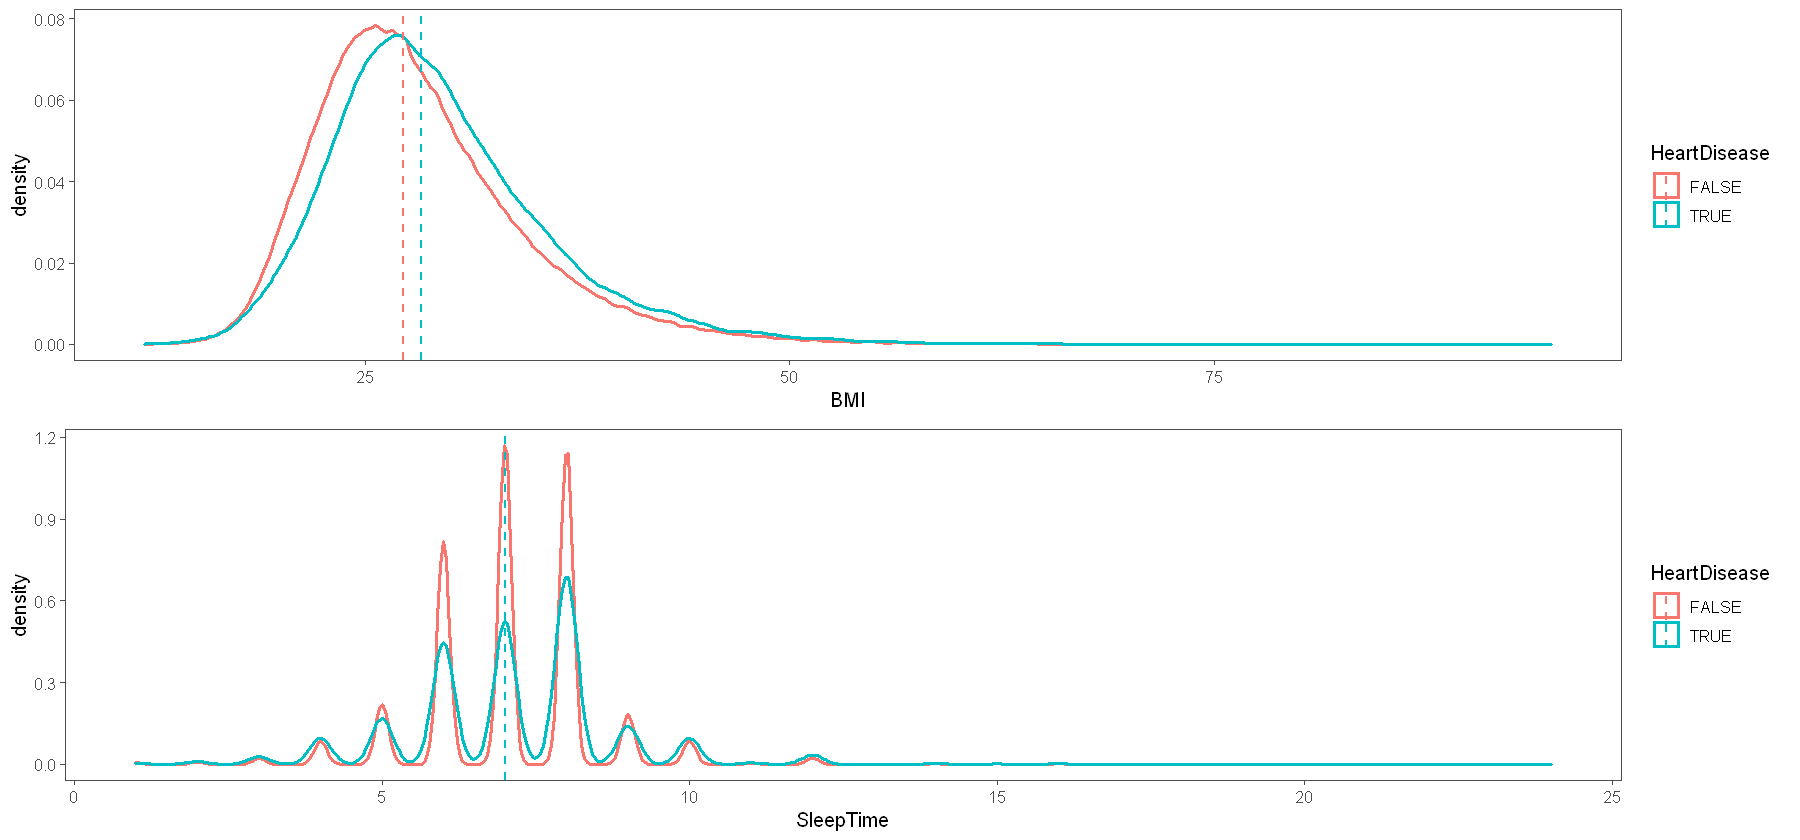 0.08
0.06
0.04
0.02
0.00
density
25
50
75
BMI
HeartDisease
FALSE
TRUE
1.2
0.9
0.6
0.3
0.0
density
0
5
10
15
20
25
SleepTime
HeartDisease
FALSE
TRUE